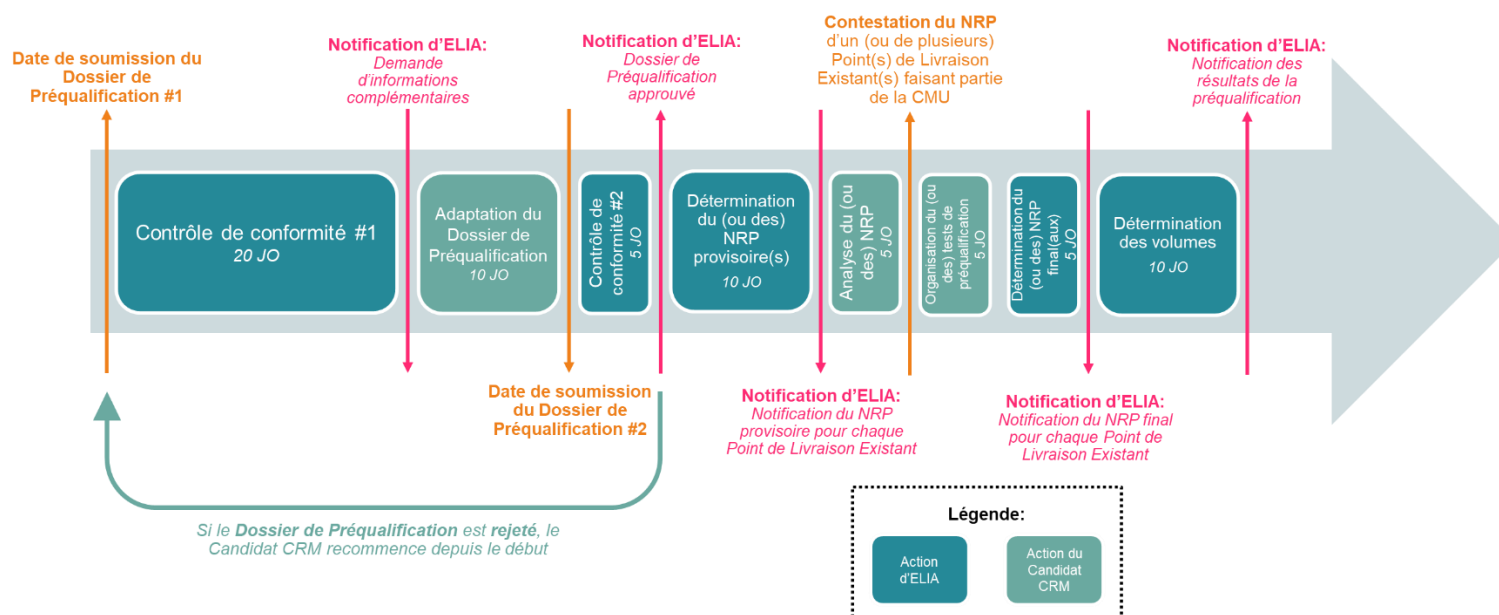 Date de soumission du
Dossier de
Préqualification #1
Notification d'ELIA:
Demande
d'informations
complémentaires
Notification d'ELIA:
Dossier de
Préqualification
approuvé
Contestation du NRP
d'un (ou de plusieurs)
Point(s) de Livraison
Existant(s) faisant partie
de la CMU
Notification d'ELIA:
Notification des
résultats de la
préqualification
Contrôle de conformité #1
20 JO
Adaptation du
Dossier de
Préqualification
10 JO
Contrôle de
conformité #2
5 JO
Détermination
du (ou des)
NRP
provisoire(s)
10 JO
Analyse du (ou
des) NRP
5 JO
Organisation du (ou
des) tests de
préqualification
5 JO
Détermination du
(ou des) NRP
final(aux)
5 JO
Détermination
des volumes
10 JO
Date de soumission
du Dossier de
Préqualification #2
Notification d'ELIA:
Notification du NRP
provisoire pour chaque
Point de Livraison Existant
Notification d'ELIA:
Notification du NRP final
pour chaque Point de
Livraison Existant
Si le Dossier de Préqualification est rejeté, le
Candidat CRM recommence depuis le début
Légende:
Action
d'ELIA
Action du
Candidat
CRM